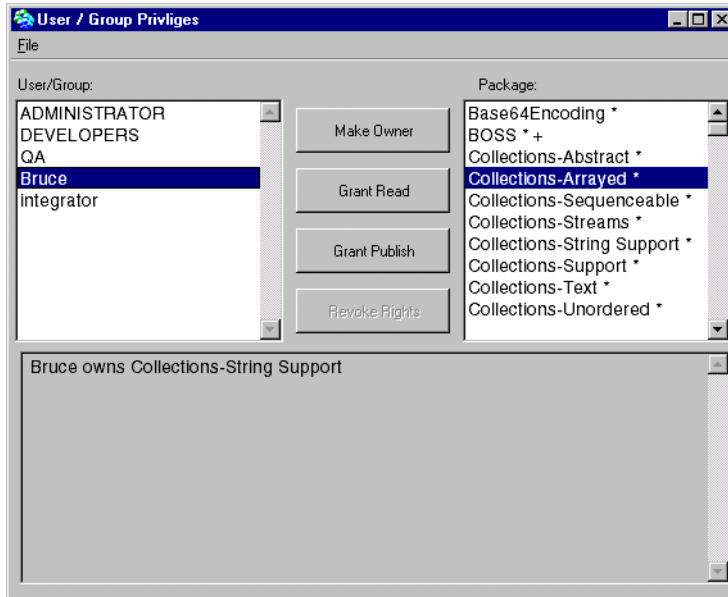 User / Group Privliges
File
User/Group:
ADMINISTRATOR
DEVELOPERS
QA
Bruce
integrator
Make Owner
Grant Read
Grant Publish
Revoke Rights
Package:
Base64Encoding *
BOSS * +
Collections-Abstract *
Collections-Arrayed *
Collections-Sequenceable *
Collections-Streams *
Collections-String Support *
Collections-Support *
Collections-Text *
Collections-Unordered *
Bruce owns Collections-String Support